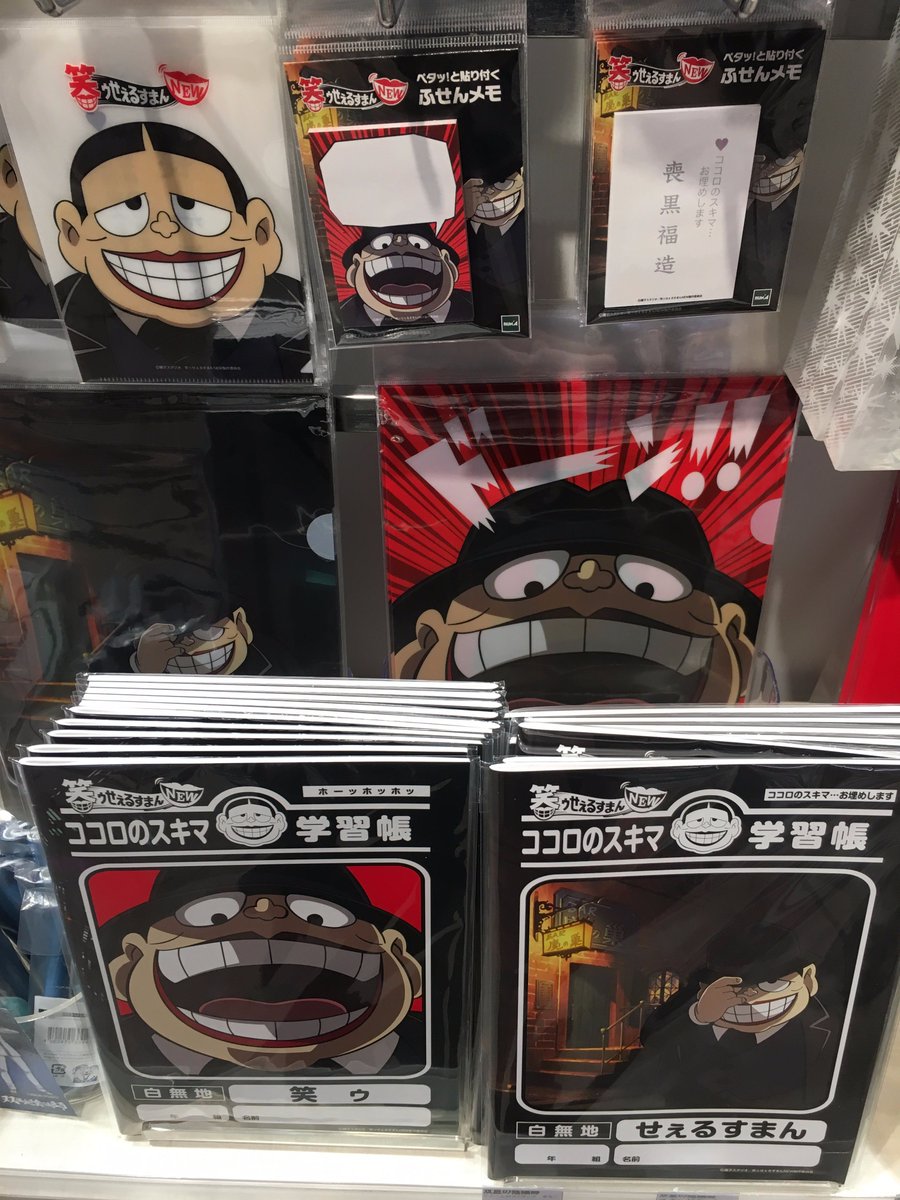 笑ゥせぇるすまん NEW
笑ゥせぇるすまん NEW
ペタッ!と貼り付く
ふせんメモ
笑ゥせぇるすまん NEW
ペタッ!と貼り付く
ふせんメモ
♥ココロのスキマ…
お埋めします
喪黒福造
ドーン!!
笑ゥせぇるすまん NEW
ホーッホッホッ
ココロのスキマ 学習帳
白無地
笑ゥ
年 組 名前
笑ゥせぇるすまん NEW
ココロのスキマ…お埋めします
ココロのスキマ 学習帳
白無地
せぇるすまん
年 組 名前